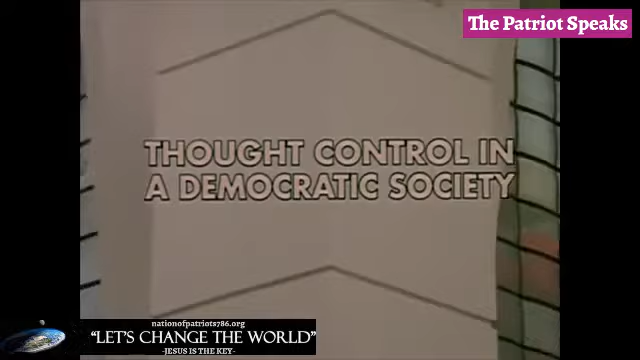 The Patriot Speaks
THOUGHT CONTROL IN
A DEMOCRATIC SOCIETY
nationofpatriots786.org
"LET'S CHANGE THE WORLD"
-JESUS IS THE KEY-